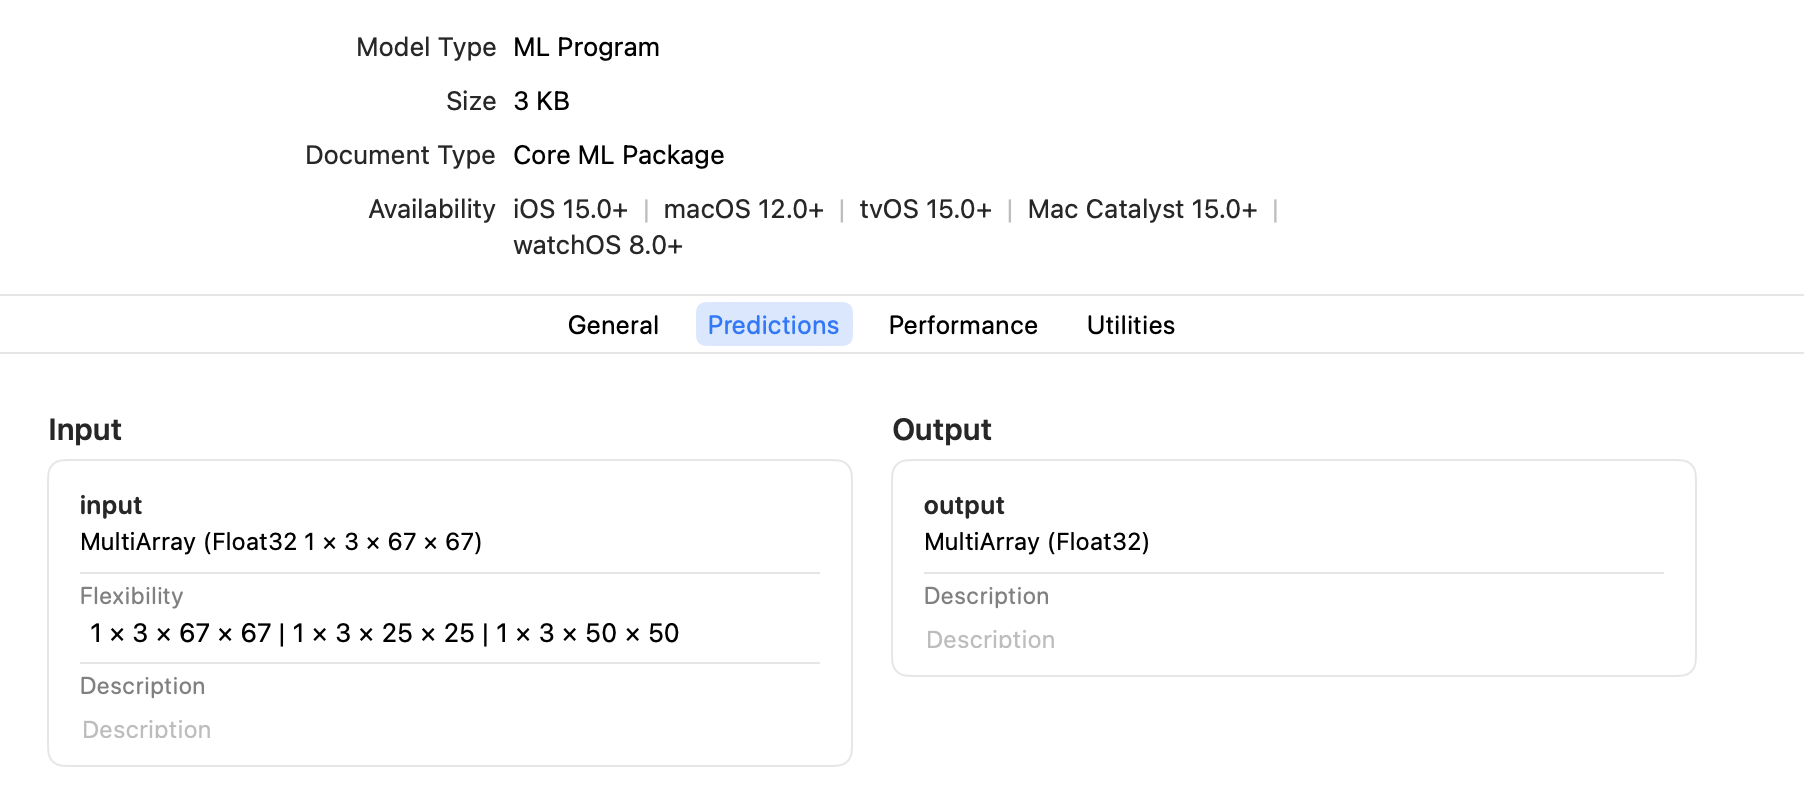 Model Type ML Program
Size 3 KB
Document Type Core ML Package
Availability iOS 15.0+ | macOS 12.0+ | tvOS 15.0+ | Mac Catalyst 15.0+ |
watchOS 8.0+
General Predictions Performance Utilities
Input
input
MultiArray (Float32 1 × 3 × 67 × 67)
Flexibility
1 × 3 × 67 × 67 | 1 × 3 × 25 × 25 | 1 × 3 × 50 × 50
Description
Description
Output
output
MultiArray (Float32)
Description
Description